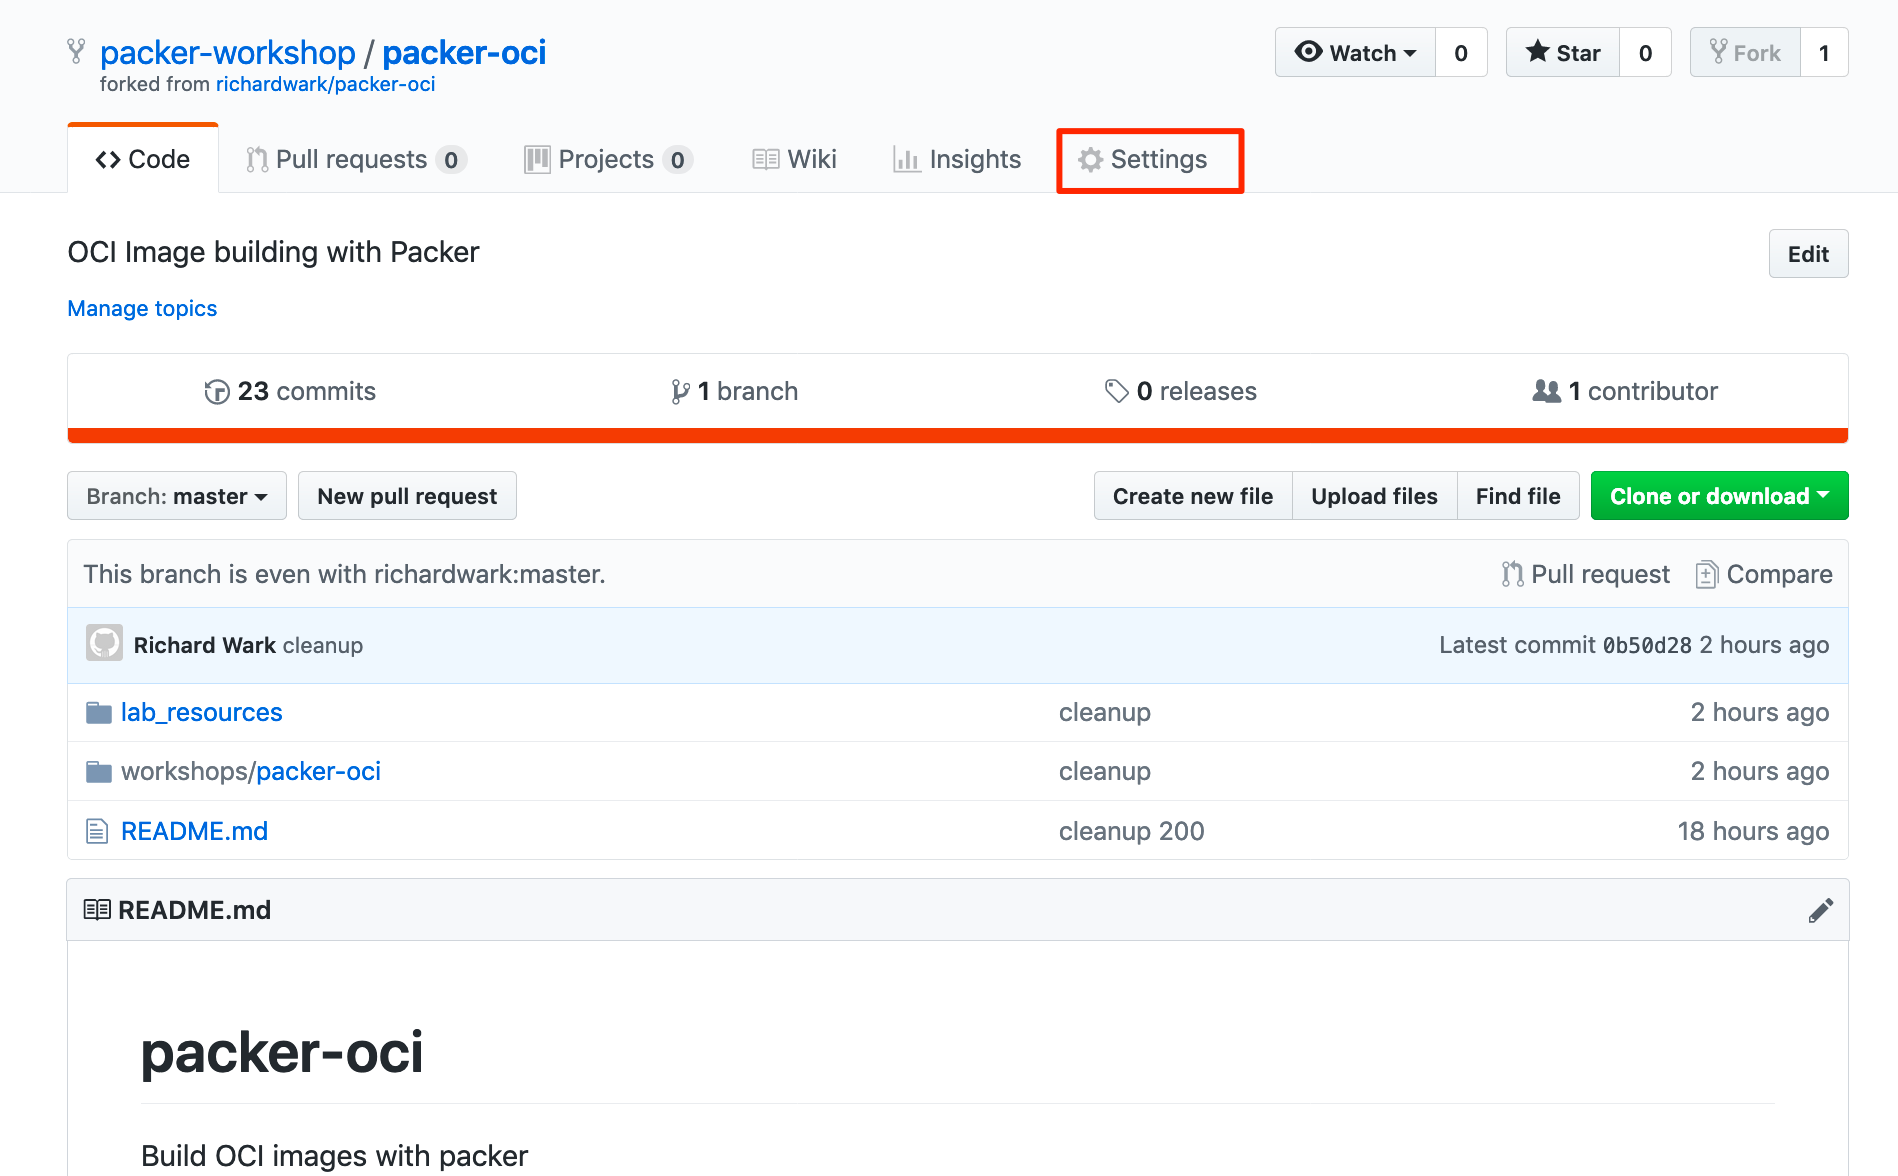 packer-workshop / packer-oci
forked from richardwark/packer-oci
Watch 0 Star 0 Fork 1
Code Pull requests 0 Projects 0 Wiki Insights Settings
OCI Image building with Packer
Edit
Manage topics
23 commits 1 branch 0 releases 1 contributor
Branch: master New pull request Create new file Upload files Find file Clone or download
This branch is even with richardwark:master. Pull request Compare
Richard Wark cleanup Latest commit 0b50d28 2 hours ago
lab_resources cleanup 2 hours ago
workshops/packer-oci cleanup 2 hours ago
README.md cleanup 200 18 hours ago
README.md
packer-oci
Build OCI images with packer